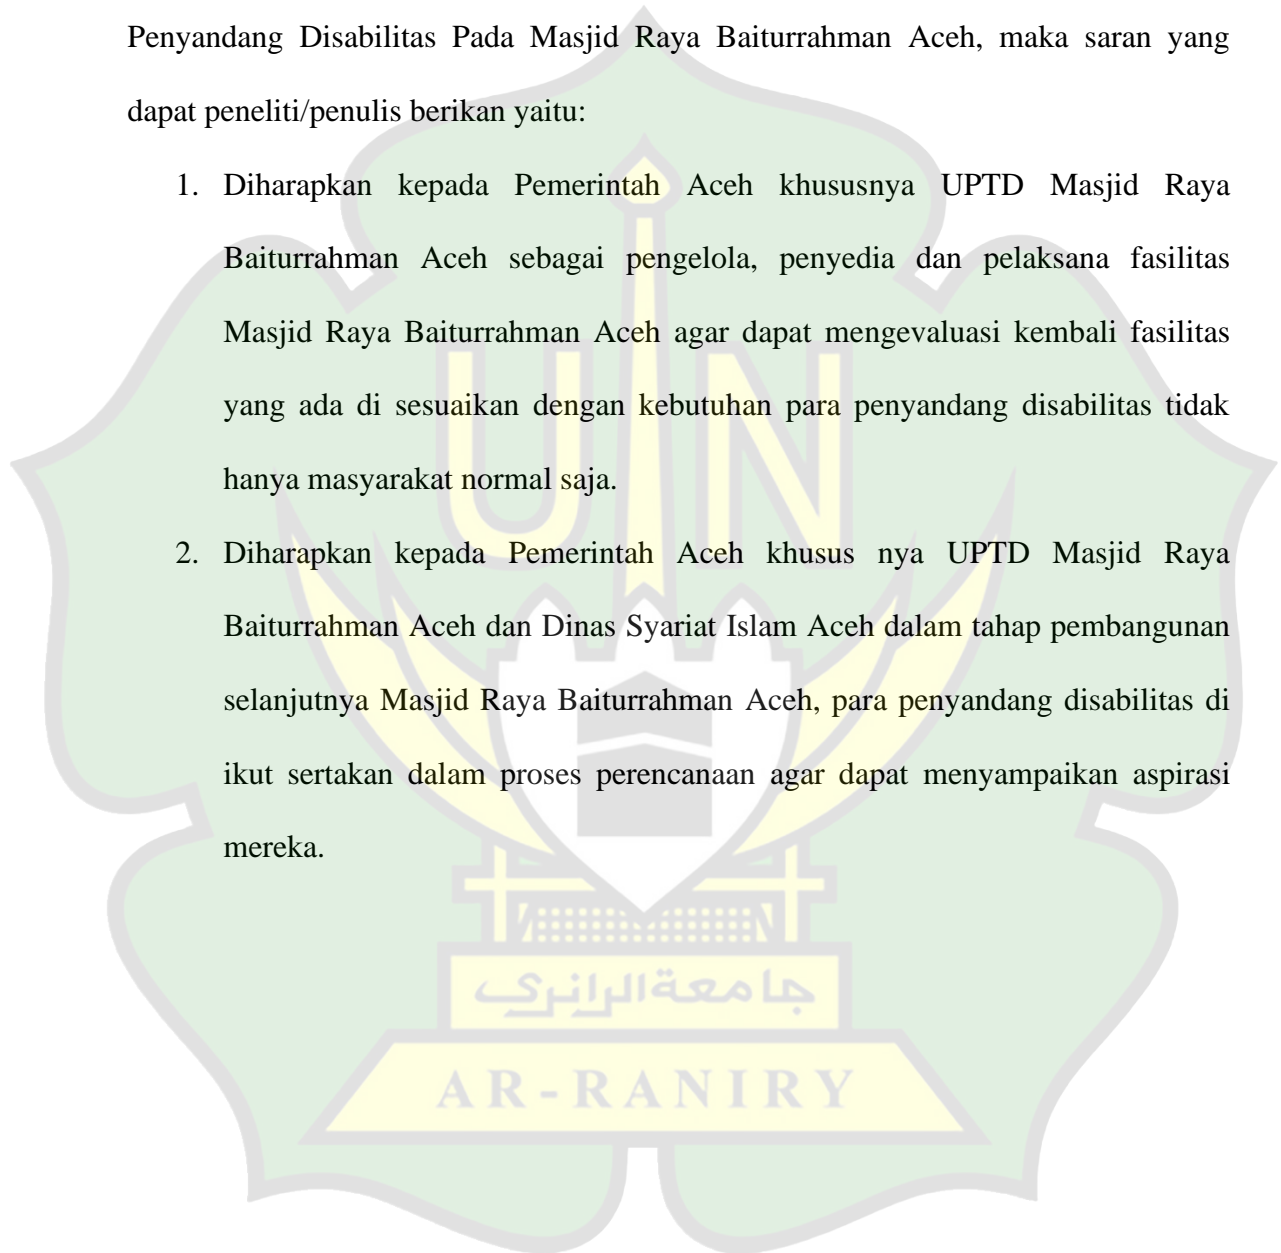 Penyandang Disabilitas Pada Masjid Raya Baiturrahman Aceh, maka saran yang
dapat peneliti/penulis berikan yaitu:
1. Diharapkan kepada Pemerintah Aceh khususnya UPTD Masjid Raya
Baiturrahman Aceh sebagai pengelola, penyedia dan pelaksana fasilitas
Masjid Raya Baiturrahman Aceh agar dapat mengevaluasi kembali fasilitas
yang ada di sesuaikan dengan kebutuhan para penyandang disabilitas tidak
hanya masyarakat normal saja.
2. Diharapkan kepada Pemerintah Aceh khusus nya UPTD Masjid Raya
Baiturrahman Aceh dan Dinas Syariat Islam Aceh dalam tahap pembangunan
selanjutnya Masjid Raya Baiturrahman Aceh, para penyandang disabilitas di
ikut sertakan dalam proses perencanaan agar dapat menyampaikan aspirasi
mereka.
UIN
جامعةالرانري
AR-RANIRY